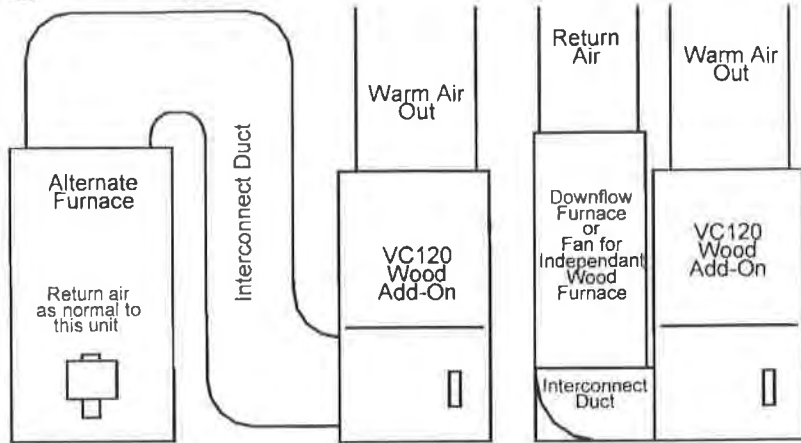 Alternate
Furnace
Return air
as normal to
this unit
Interconnect Duct
Warm Air
Out
VC120
Wood
Add-On
Return
Air
Downflow
Furnace
or
Fan for
Independant
Wood
Furnace
Interconnect
Duct
Warm Air
Out
VC120
Wood
Add-On